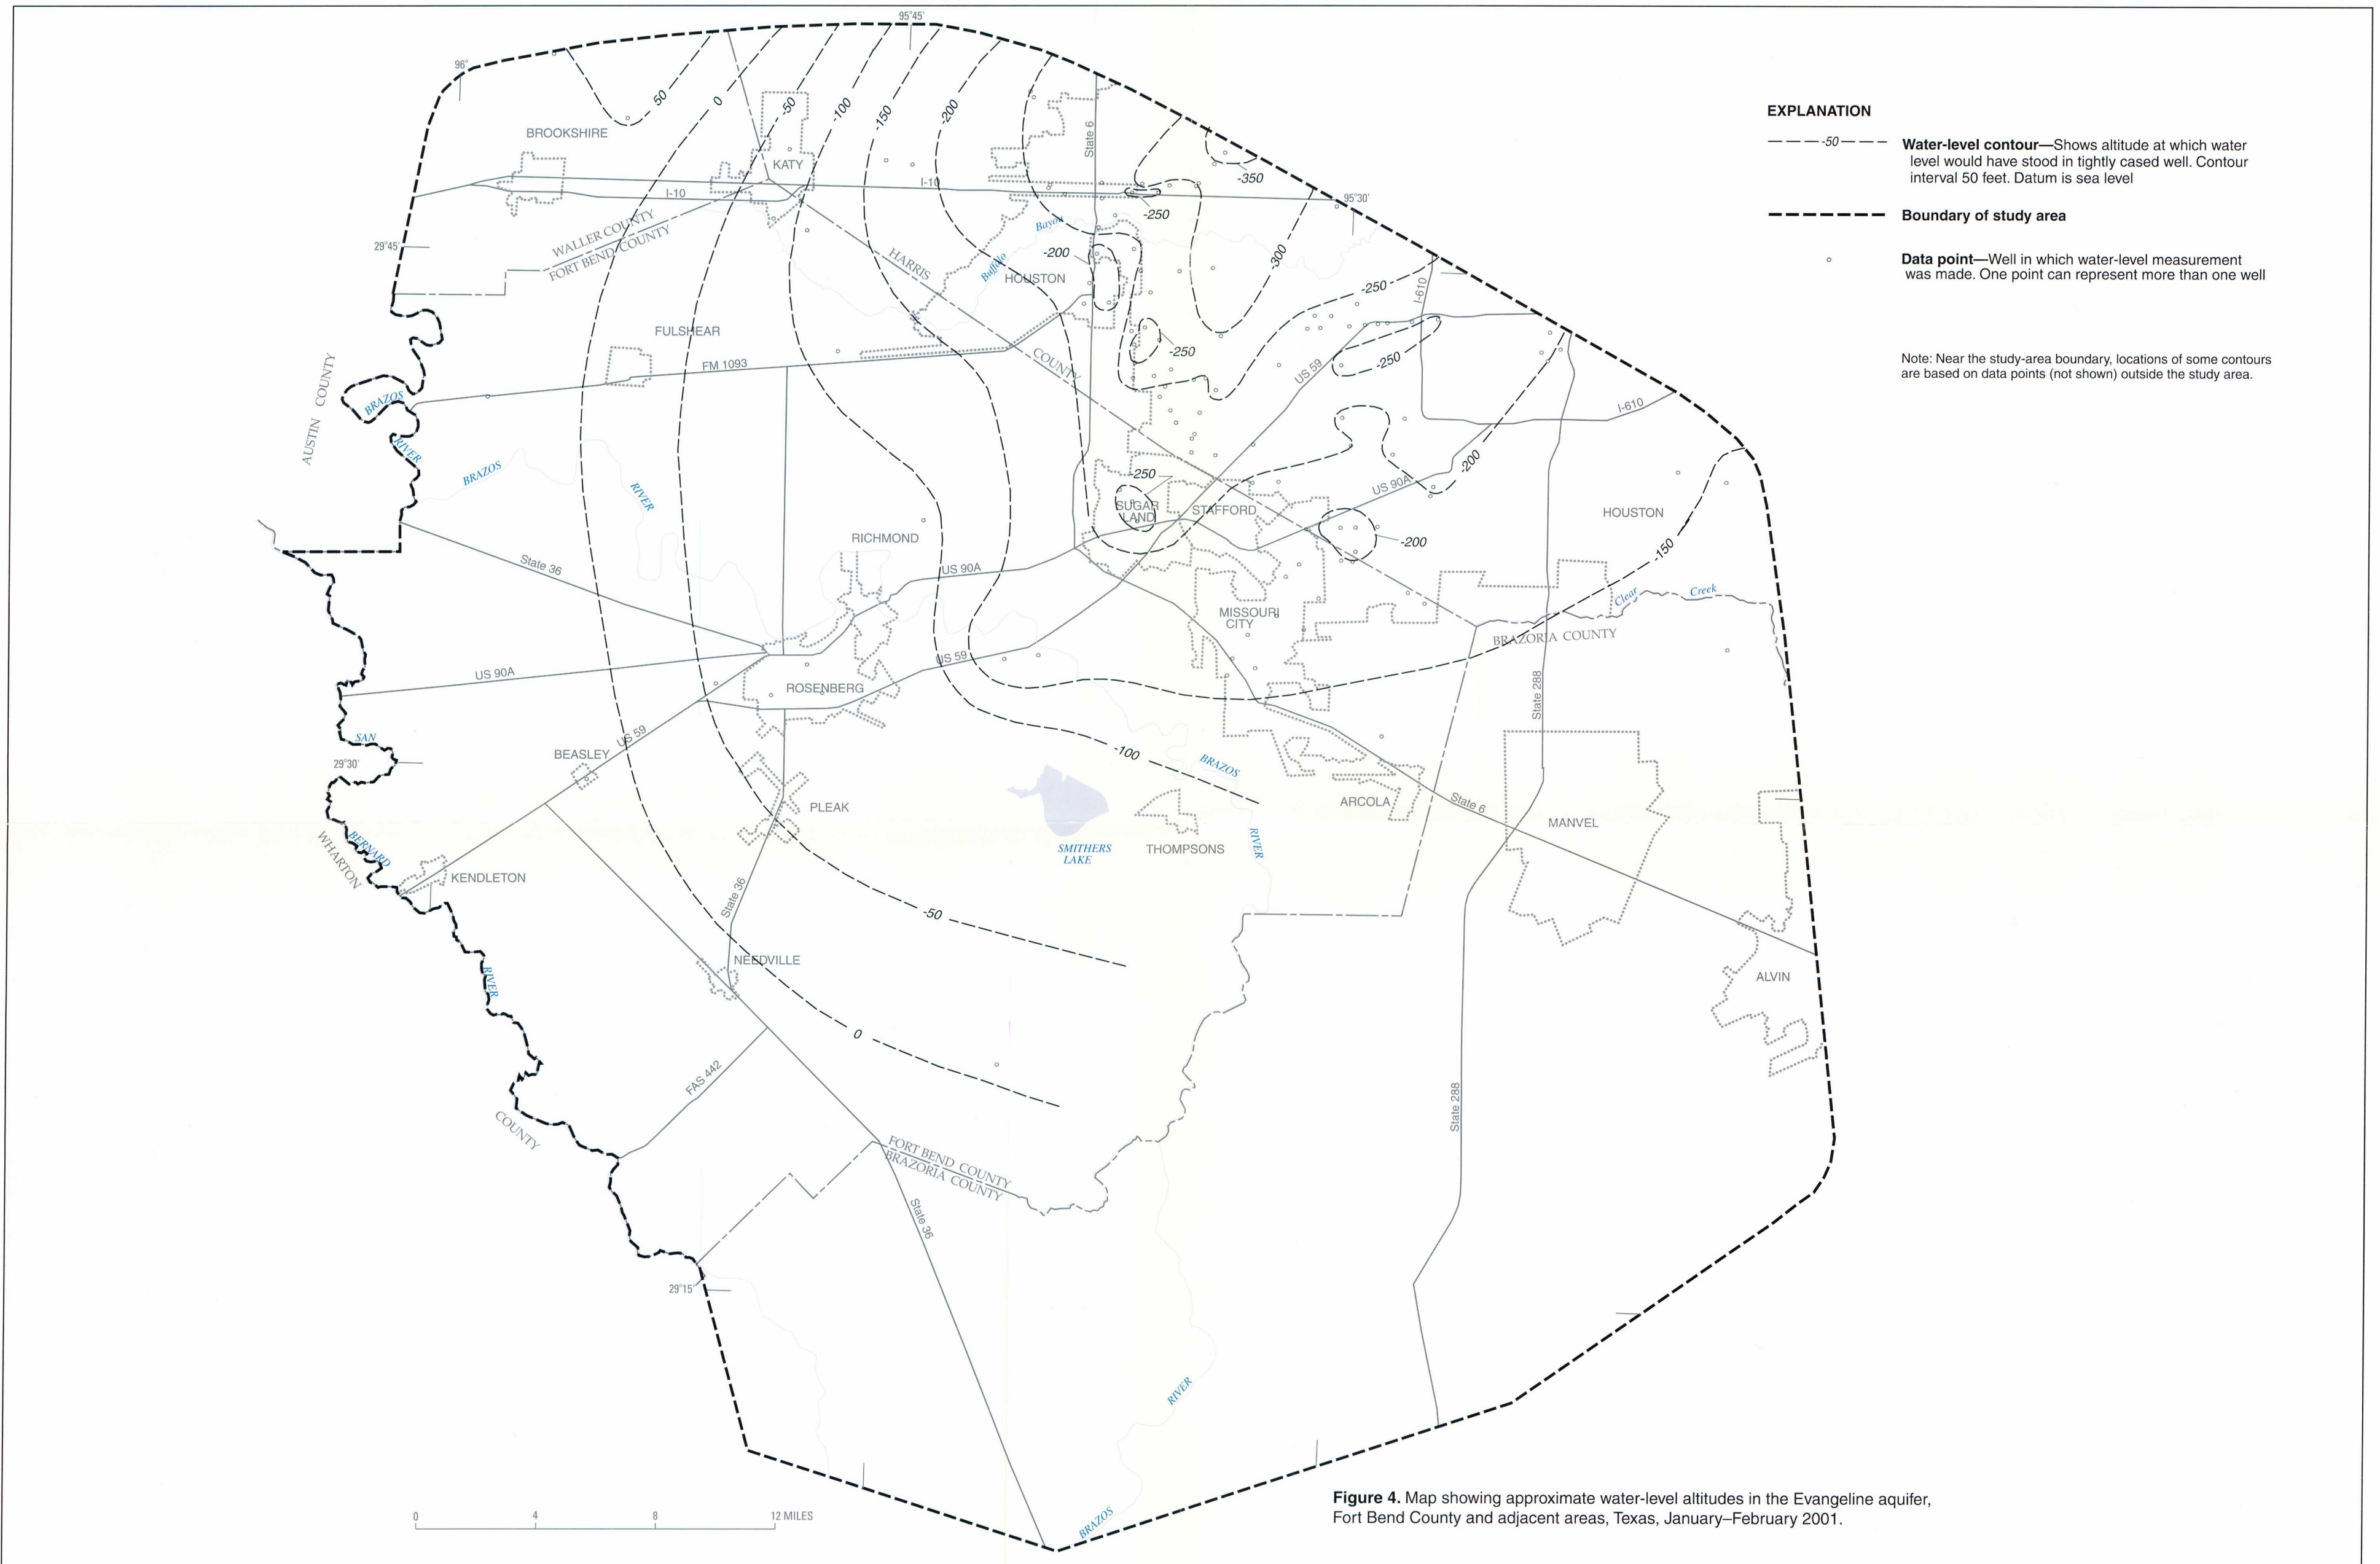 95°45'
96°
50
0
-50
-100
-150
-200
State 6
BROOKSHIRE
KATY
I-10
I-10
-350
95°30'
-250
Bayou
Buffalo
WALLER COUNTY
FORT BEND COUNTY
29°45'
HARRIS
COUNTY
-200
HOUSTON
-300
-250
I-610
FULSHEAR
FM 1093
-250
-250
US 59
AUSTIN COUNTY
BRAZOS
RIVER
BRAZOS
RIVER
I-610
-200
-250
US 90A
SUGAR
LAND
STAFFORD
HOUSTON
RICHMOND
-200
-150
State 36
US 90A
Clear
Creek
MISSOURI
CITY
BRAZORIA COUNTY
US 59
US 90A
ROSENBERG
State 288
SAN
US 59
BEASLEY
29°30'
-100
BRAZOS
PLEAK
ARCOLA
State 6
MANVEL
BERNARD
WHARTON
RIVER
SMITHERS
LAKE
THOMPSONS
KENDLETON
State 36
-50
NEEDVILLE
RIVER
ALVIN
0
FAS 442
State 288
COUNTY
FORT BEND COUNTY
BRAZORIA COUNTY
State 36
29°15'
RIVER
BRAZOS
0 4 8 12 MILES
EXPLANATION
-50
Water-level contour—Shows altitude at which water
level would have stood in tightly cased well. Contour
interval 50 feet. Datum is sea level
Boundary of study area
Data point—Well in which water-level measurement
was made. One point can represent more than one well
Note: Near the study-area boundary, locations of some contours
are based on data points (not shown) outside the study area.
Figure 4. Map showing approximate water-level altitudes in the Evangeline aquifer,
Fort Bend County and adjacent areas, Texas, January–February 2001.